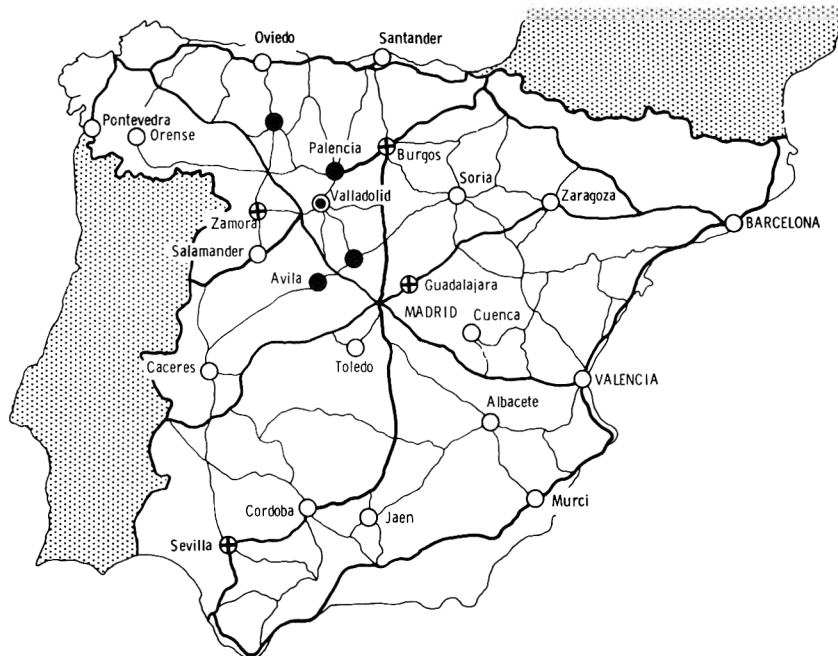 Oviedo
Santander
Pontevedra
Orense
Palencia
Burgos
Soria
Valladolid
Zaragoza
Zamora
BARCELONA
Salamander
Avila
Guadalajara
MADRID
Cuenca
Caceres
Toledo
VALENCIA
Albacete
Murci
Cordoba
Jaen
Sevilla